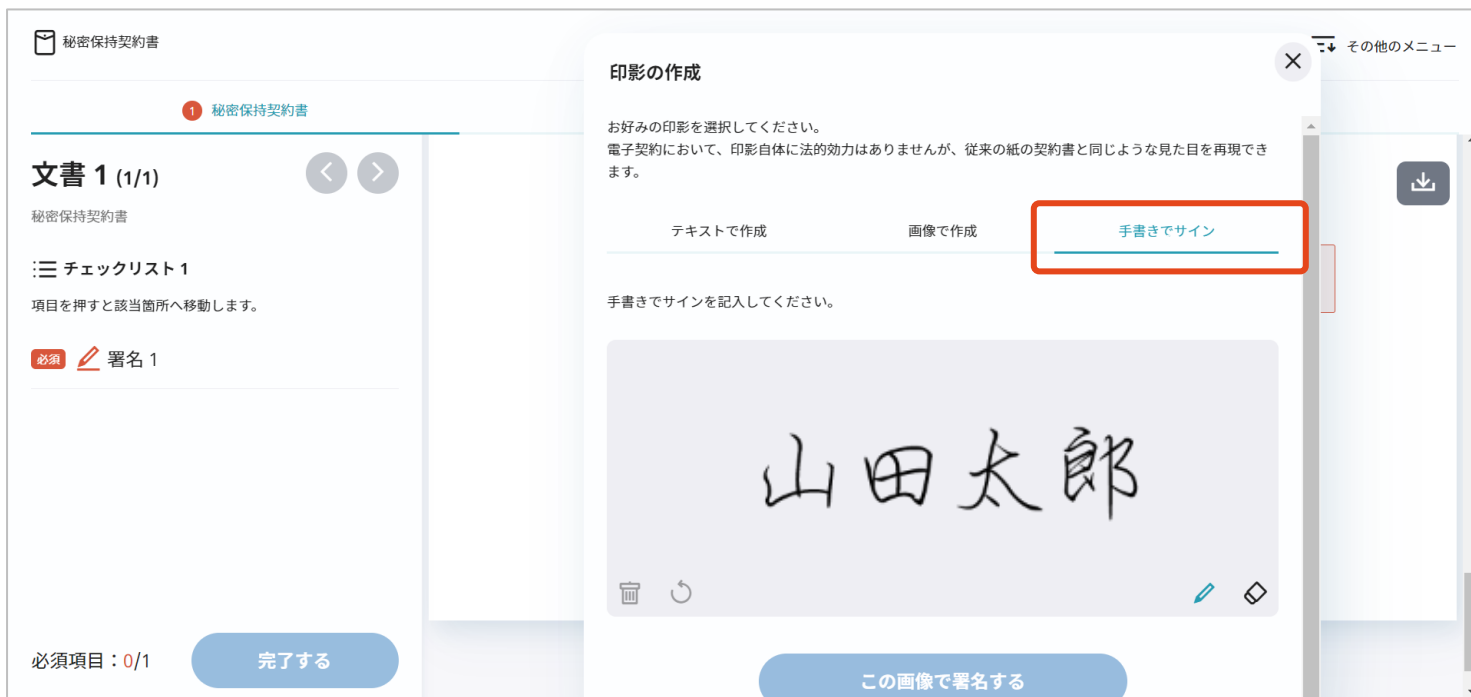 秘密保持契約書
その他のメニュー
1 秘密保持契約書
文書 1 (1/1)
秘密保持契約書
チェックリスト 1
項目を押すと該当箇所へ移動します。
必須 署名 1
必須項目：0/1
完了する
印影の作成
お好みの印影を選択してください。
電子契約において、印影自体に法的効力はありませんが、従来の紙の契約書と同じような見た目を再現でき
ます。
テキストで作成 画像で作成 手書きでサイン
手書きでサインを記入してください。
山田太郎
この画像で署名する